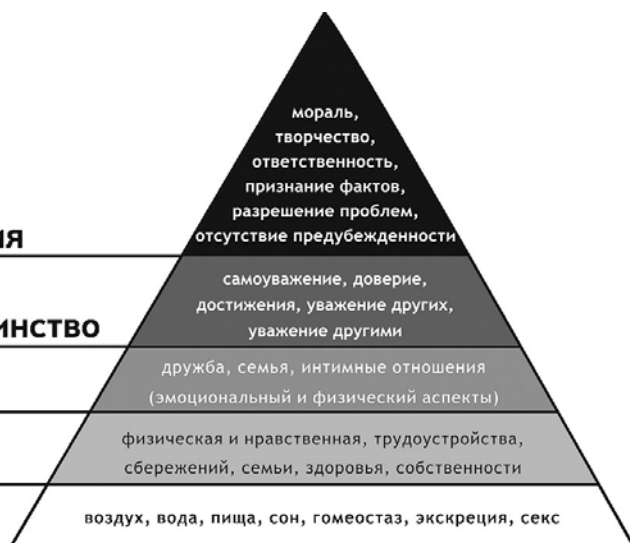 мораль,
творчество,
ответственность,
признание фактов,
разрешение проблем,
отсутствие предубежденности
самоуважение, доверие,
достижения, уважение других,
уважение другими
дружба, семья, интимные отношения
(эмоциональный и физический аспекты)
физическая и нравственная, трудоустройства,
сбережений, семьи, здоровья, собственности
воздух, вода, пища, сон, гомеостаз, экскреция, секс